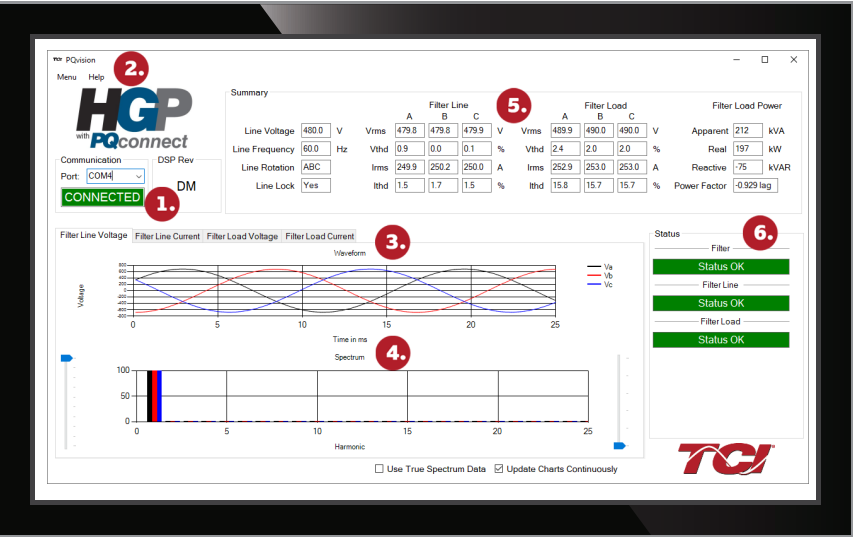 TCI PQvision
Menu Help
2.
HGP
with PQconnect
Communication
Port: COM4
CONNECTED
1.
DSP Rev
DM
Summary
5.
Filter Line Filter Load Filter Load Power
A B C A B C
Line Voltage 480.0 V Vrms 479.8 479.8 479.9 V Vrms 489.9 490.0 490.0 V Apparent 212 kVA
Line Frequency 60.0 Hz Vthd 0.9 0.0 0.1 % Vthd 2.4 2.0 2.0 % Real 197 kW
Line Rotation ABC Irms 249.9 250.2 250.0 A Irms 252.9 253.0 253.0 A Reactive -75 kVAR
Line Lock Yes Ithd 1.5 1.7 1.5 % Ithd 15.8 15.7 15.7 % Power Factor -0.929 lag
Filter Line Voltage Filter Line Current Filter Load Voltage Filter Load Current
3.
Waveform
Voltage
800
600
400
200
0
-200
-400
-600
-800
0 5 10 15 20 25
Time in ms
Va
Vb
Vc
4.
Spectrum
100
50
0
0 5 10 15 20 25
Harmonic
Use True Spectrum Data Update Charts Continuously
Status
6.
Filter
Status OK
Filter Line
Status OK
Filter Load
Status OK
TCI